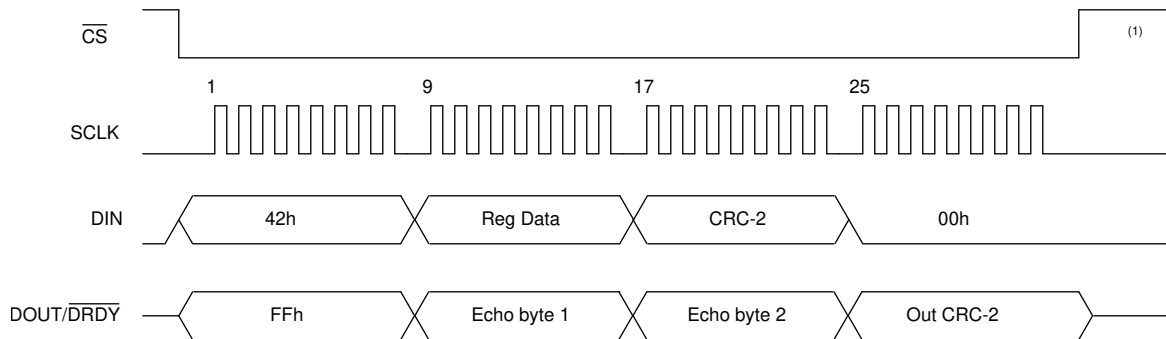 CS
(1)
1 9 17 25
SCLK
DIN 42h Reg Data CRC-2 00h
DOUT/DRDY FFh Echo byte 1 Echo byte 2 Out CRC-2